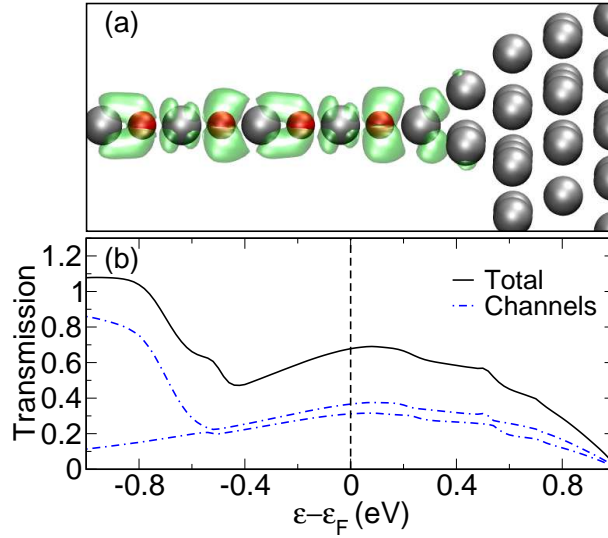 (a)
(b)
Transmission
1.2
1
0.8
0.6
0.4
0.2
0
Total
Channels
-0.8 -0.4 0 0.4 0.8
ε−ε_F (eV)